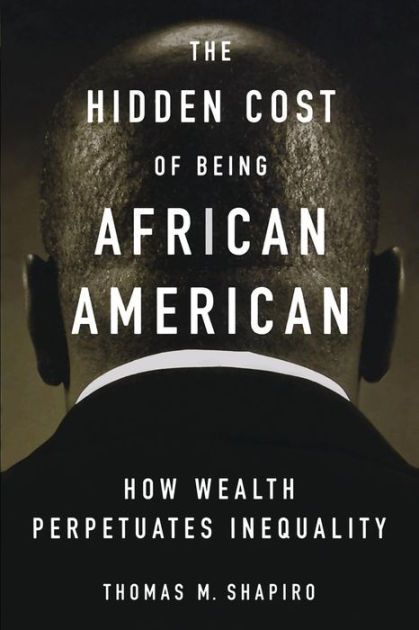 THE
HIDDEN COST
OF BEING
AFRICAN
AMERICAN
HOW WEALTH
PERPETUATES INEQUALITY
THOMAS M. SHAPIRO